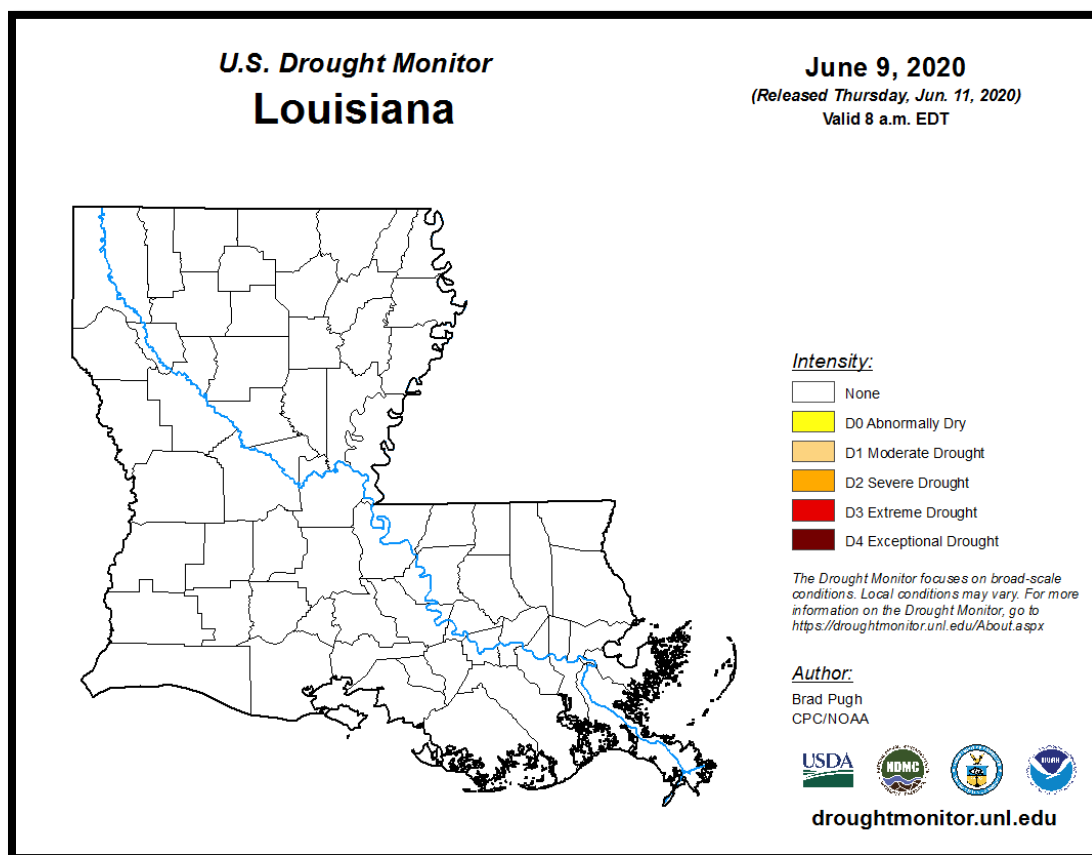 U.S. Drought Monitor
Louisiana
June 9, 2020
(Released Thursday, Jun. 11, 2020)
Valid 8 a.m. EDT
Intensity:
None
D0 Abnormally Dry
D1 Moderate Drought
D2 Severe Drought
D3 Extreme Drought
D4 Exceptional Drought
The Drought Monitor focuses on broad-scale
conditions. Local conditions may vary. For more
information on the Drought Monitor, go to
https://droughtmonitor.unl.edu/About.aspx
Author:
Brad Pugh
CPC/NOAA
USDA
NDMC
NOAA
droughtmonitor.unl.edu